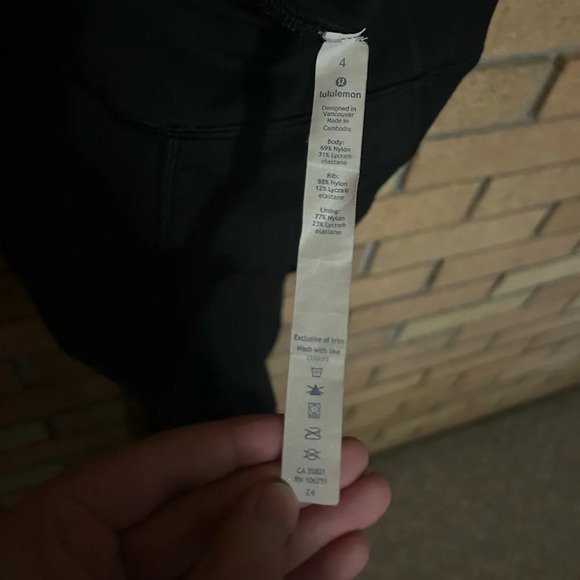 4
lululemon
Designed in
Vancouver
Made in
Cambodia
Body:
69% Nylon
31% Lycra®
elastane
Rib:
88% Nylon
12% Lycra®
elastane
Lining:
77% Nylon
23% Lycra®
elastane
Exclusive of trim
Wash with like
colours
CA 35801
RN 106259
Z4